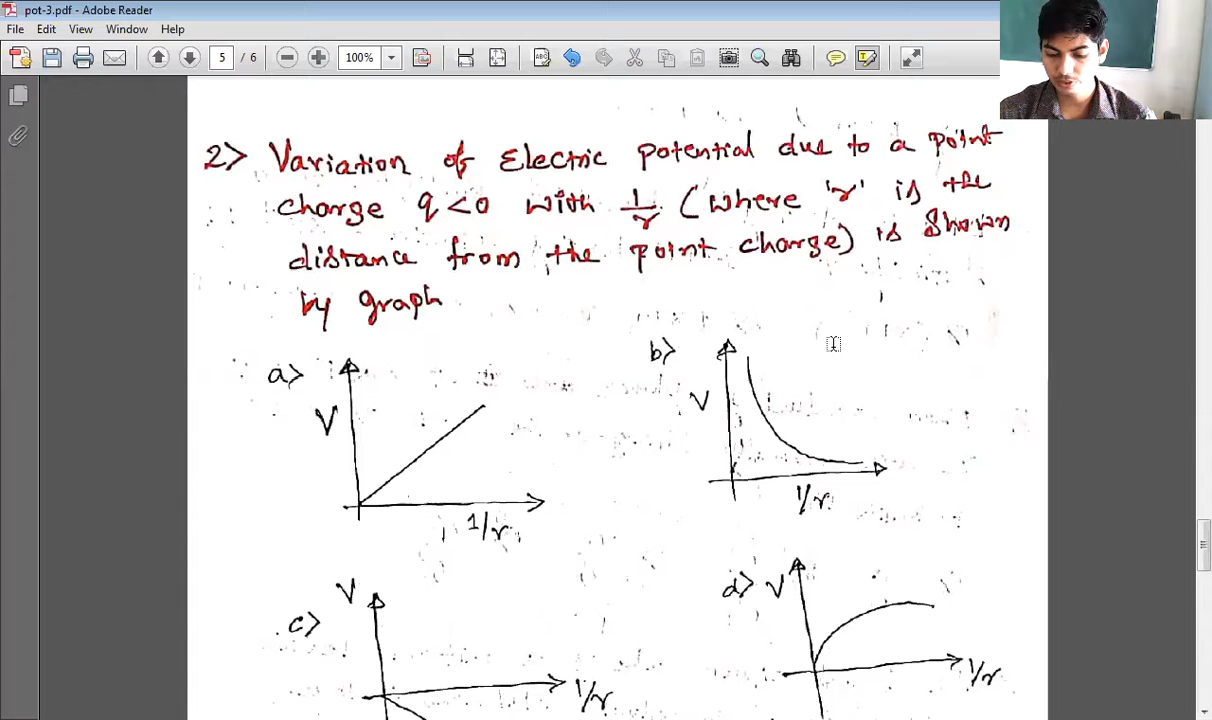 pot-3.pdf - Adobe Reader
File Edit View Window Help
5 / 6 100%
2> Variation of Electric potential due to a point
charge q<0 with 1/r (where 'r' is the
distance from the point charge) is shown
by graph
a>
V
1/r
b>
V
1/r
c>
V
1/r
d>
V
1/r